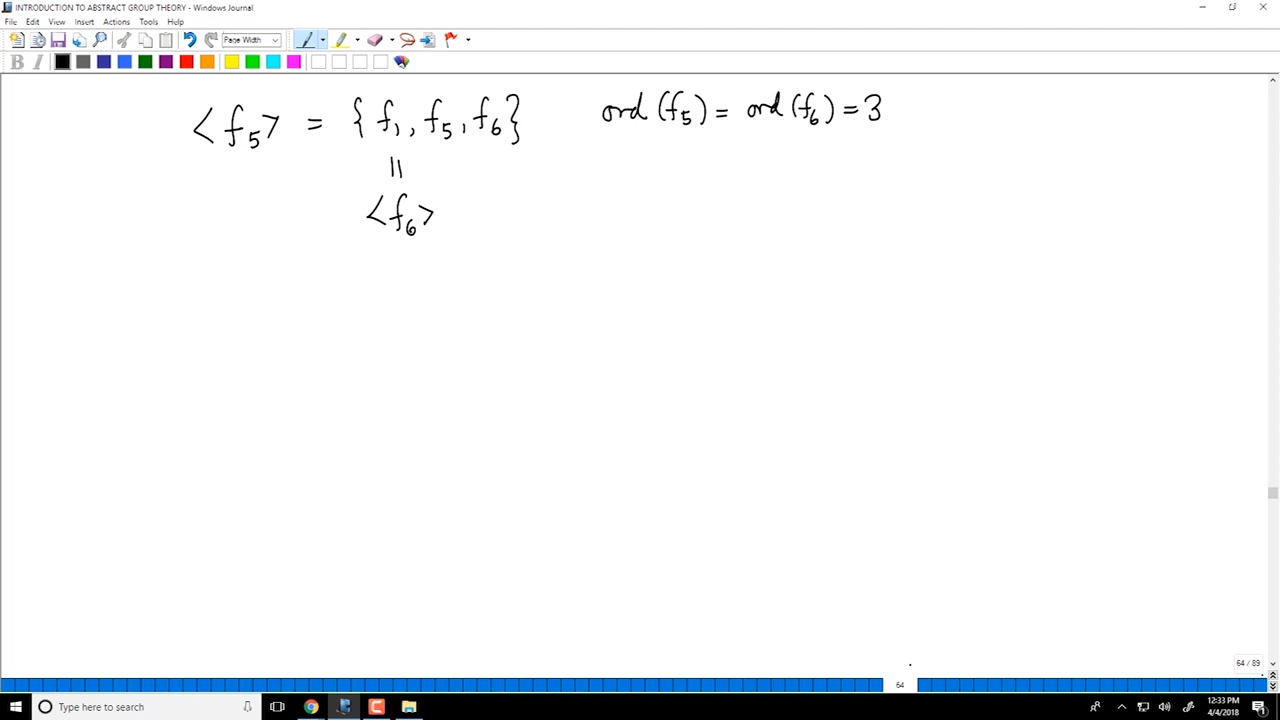 INTRODUCTION TO ABSTRACT GROUP THEORY - Windows Journal
File Edit View Insert Actions Tools Help
Page Width
B I
<f₅> = { f₁, f₅, f₆} ord (f₅) = ord (f₆) = 3
||
<f₆>
64 / 89
64
Type here to search
12:33 PM
4/4/2018
1